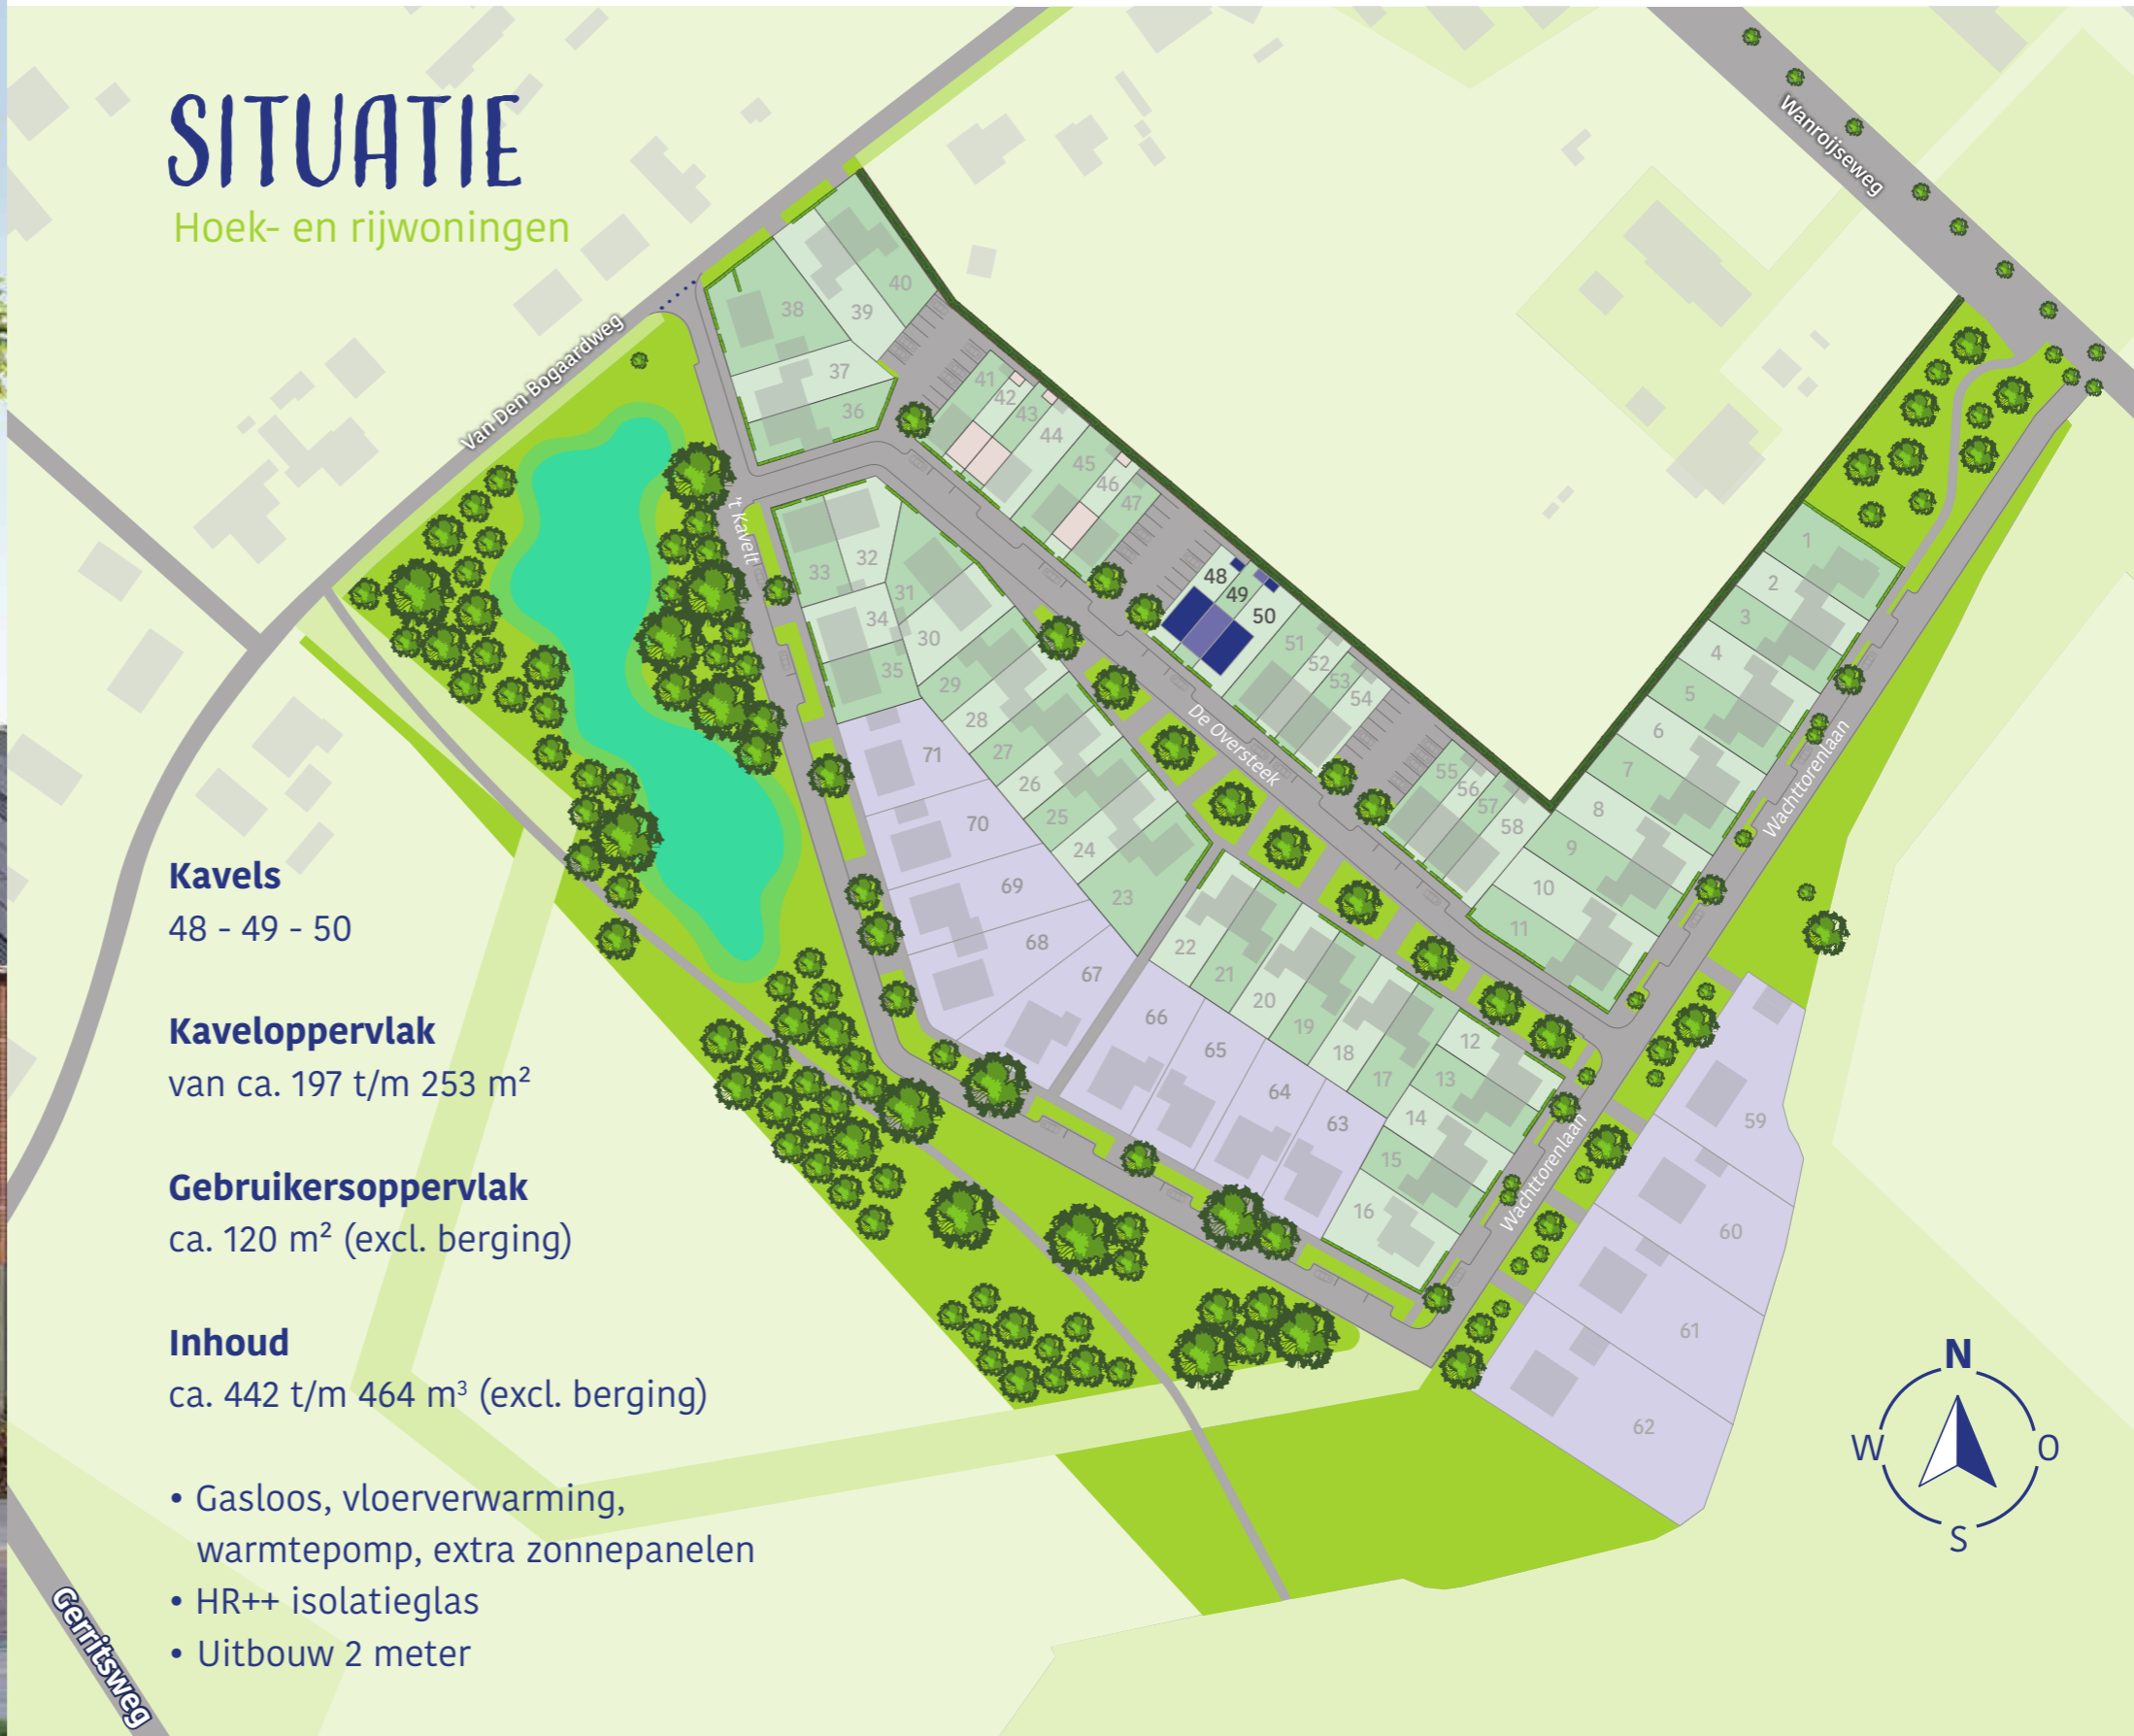 SITUATIE
Hoek- en rijwoningen
Wanroijseweg
Van Den Bogaardweg
40
38
39
37
36
41
42
43
44
45
46
47
't Kavelt
33
32
31
34
30
35
29
28
27
26
25
24
23
48
49
50
51
52
53
54
De Oversteek
55
56
57
58
1
2
3
4
5
6
7
8
9
10
11
Wachttorenlaan
71
70
69
68
67
22
21
20
19
18
17
12
13
14
15
16
66
65
64
63
Wachttorenlaan
59
60
61
62
Kavels
48 - 49 - 50
Kaveloppervlak
van ca. 197 t/m 253 m²
Gebruikersoppervlak
ca. 120 m² (excl. berging)
Inhoud
ca. 442 t/m 464 m³ (excl. berging)
• Gasloos, vloerverwarming,
warmtepomp, extra zonnepanelen
• HR++ isolatieglas
• Uitbouw 2 meter
Gerritsweg
N
W
O
S